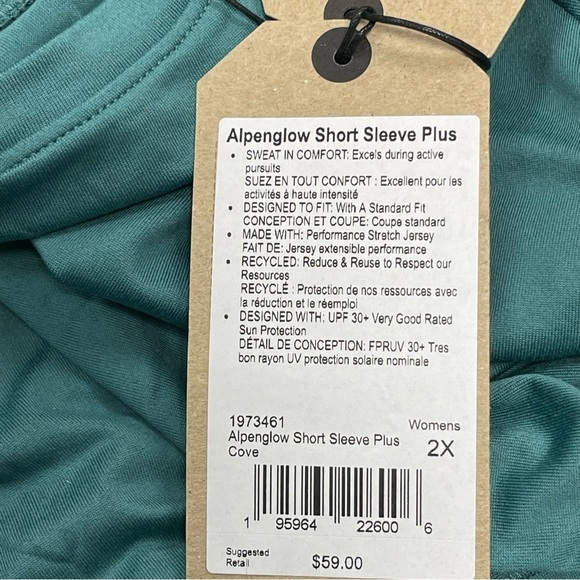 Alpenglow Short Sleeve Plus
• SWEAT IN COMFORT: Excels during active
pursuits
SUEZ EN TOUT CONFORT : Excellent pour les
activités à haute intensité
• DESIGNED TO FIT: With A Standard Fit
CONCEPTION ET COUPE: Coupe standard
• MADE WITH: Performance Stretch Jersey
FAIT DE: Jersey extensible performance
• RECYCLED: Reduce & Reuse to Respect our
Resources
RECYCLÉ : Protection de nos ressources avec
la réduction et le réemploi
• DESIGNED WITH: UPF 30+ Very Good Rated
Sun Protection
DÉTAIL DE CONCEPTION: FPRUV 30+ Tres
bon rayon UV protection solaire nominale
1973461 Womens
Alpenglow Short Sleeve Plus 2X
Cove
1 95964 22600 6
Suggested
Retail $59.00